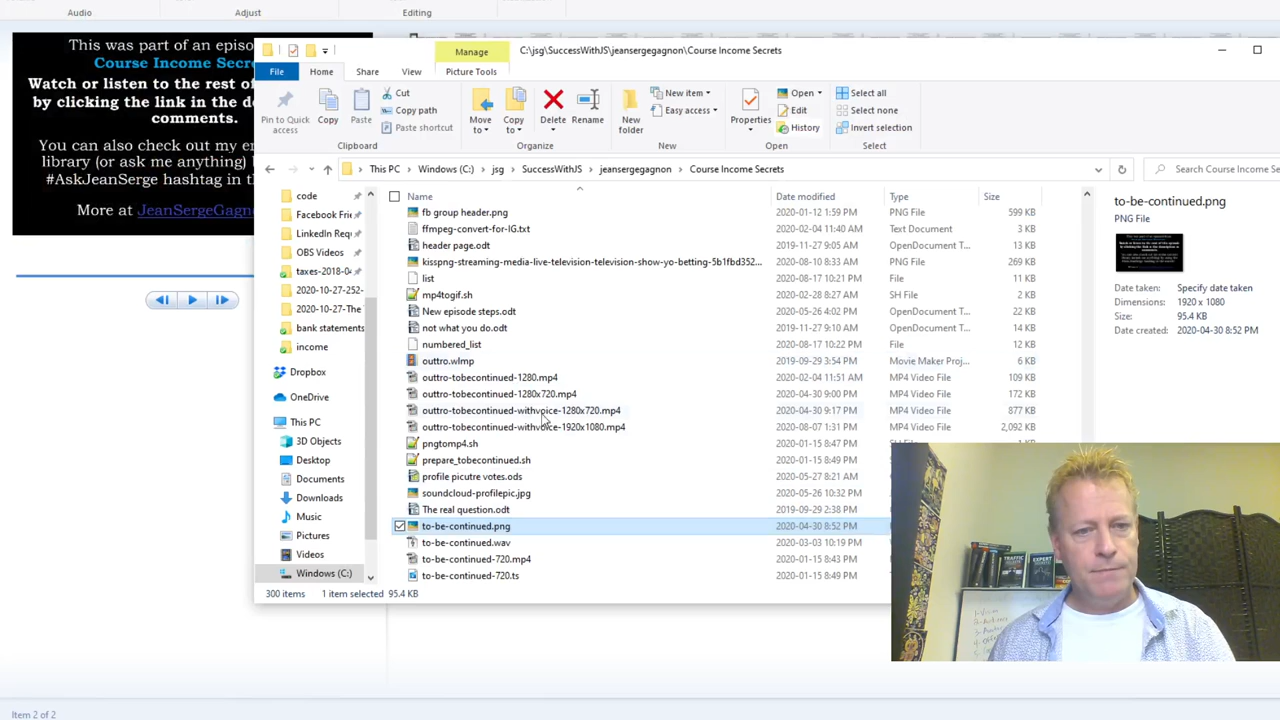 Audio
Adjust
Editing
This was part of an episo
Course Income Secre
Watch or listen to the rest of
by clicking the link in the de
comments.
You can also check out my en
library (or ask me anything) b
#AskJeanSerge hashtag in th
More at JeanSergeGagn
Manage
C:\jsg\SuccessWithJS\jeansergegagnon\Course Income Secrets
File
Home
Share
View
Picture Tools
Pin to Quick access
Copy
Paste
Cut
Copy path
Paste shortcut
Clipboard
Move to
Copy to
Delete
Rename
Organize
New folder
New item
Easy access
New
Properties
Open
Edit
History
Open
Select all
Select none
Invert selection
Select
This PC
Windows (C:)
jsg
SuccessWithJS
jeansergegagnon
Course Income Secrets
Search Course Income Se
code
Facebook Frie
LinkedIn Requ
OBS Videos
taxes-2018-04
2020-10-27-252-
2020-10-27-The
bank statements
income
Dropbox
OneDrive
This PC
3D Objects
Desktop
Documents
Downloads
Music
Pictures
Videos
Windows (C:)
Name Date modified Type Size
fb group header.png 2020-01-12 1:59 PM PNG File 599 KB
ffmpeg-convert-for-IG.txt 2020-02-04 11:40 AM Text Document 2 KB
header page.odt 2019-11-27 9:05 AM OpenDocument T... 13 KB
kisspng-streaming-media-live-television-television-show-yo-betting-5b1fbd352... 2020-08-10 8:33 AM PNG File 269 KB
list 2020-08-17 10:21 PM File 11 KB
mp4togif.sh 2020-02-28 8:27 AM SH File 2 KB
New episode steps.odt 2020-05-26 4:02 PM OpenDocument T... 22 KB
not what you do.odt 2019-11-27 9:10 AM OpenDocument T... 14 KB
numbered_list 2020-08-17 10:22 PM File 12 KB
outtro.wlmp 2019-09-29 3:54 PM Movie Maker Proj... 6 KB
outtro-tobecontinued-1280.mp4 2020-02-04 11:51 AM MP4 Video File 109 KB
outtro-tobecontinued-1280x720.mp4 2020-04-30 9:17 PM MP4 Video File 172 KB
outtro-tobecontinued-withvoice-1280x720.mp4 2020-04-30 9:17 PM MP4 Video File 877 KB
outtro-tobecontinued-withvoice-1920x1080.mp4 2020-08-07 1:31 PM MP4 Video File 2,092 KB
pngtomp4.sh 2020-01-15 8:47 PM
prepare_tobecontinued.sh 2020-01-15 8:49 PM
profile picutre votes.ods 2020-05-27 8:21 AM
soundcloud-profilepic.jpg 2020-05-26 10:32 PM
The real question.odt 2019-09-29 2:38 PM
to-be-continued.png 2020-04-30 8:52 PM
to-be-continued.wav 2020-03-03 10:19 PM
to-be-continued-720.mp4 2020-01-15 8:43 PM
to-be-continued-720.ts 2020-01-15 8:49 PM
300 items 1 item selected 95.4 KB
to-be-continued.png
PNG File
Date taken: Specify date taken
Dimensions: 1920 x 1080
Size: 95.4 KB
Date created: 2020-04-30 8:52 PM
TRAFFIC
EXPERT
Item 2 of 2